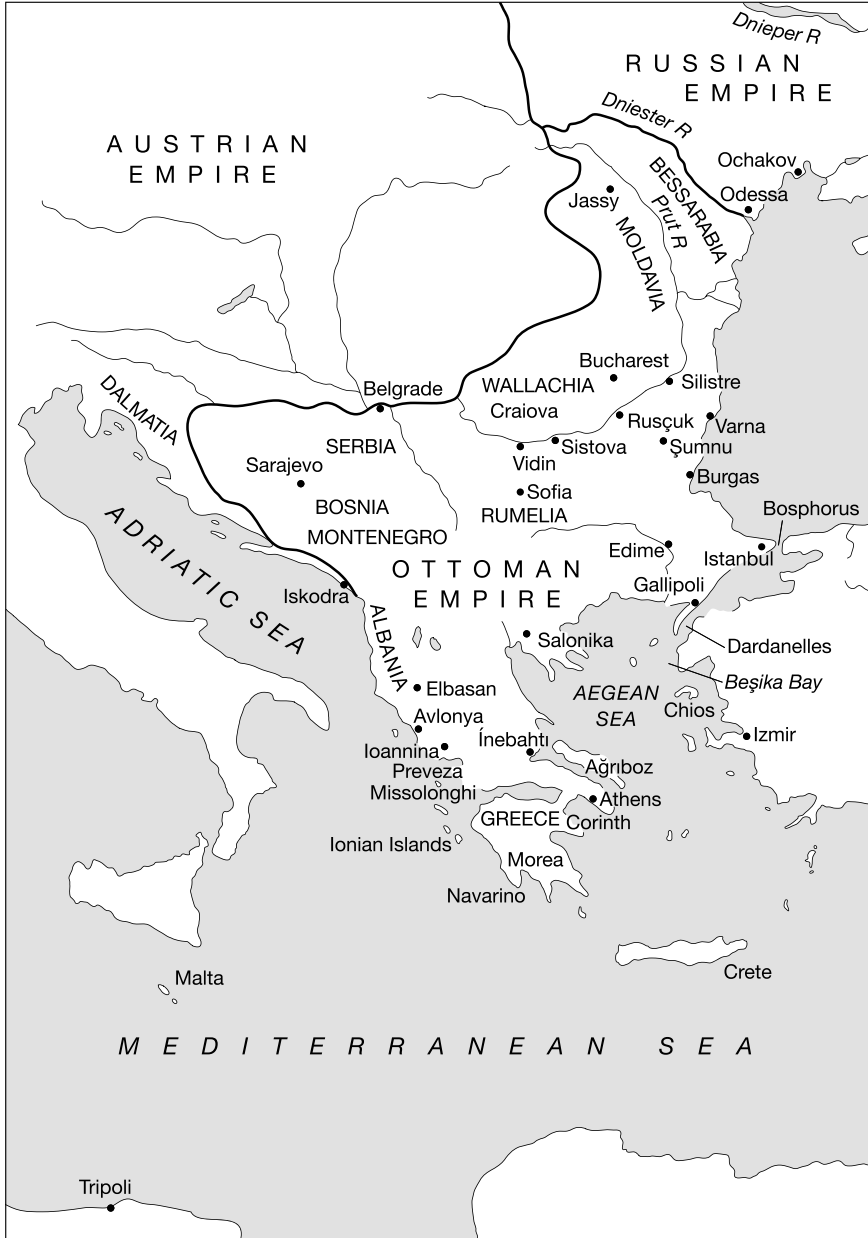 Dnieper R
RUSSIAN
EMPIRE
Dniester R
AUSTRIAN
EMPIRE
Ochakov
BESSARABIA
Odessa
Jassy
Prut R
MOLDAVIA
Bucharest
Silistre
WALLACHIA
Belgrade
DALMATIA
Craiova
Rusçuk
Varna
SERBIA
Sistova
Şumnu
Vidin
Sarajevo
Burgas
Sofia
BOSNIA
RUMELIA
Bosphorus
MONTENEGRO
ADRIATIC SEA
Edime
Istanbul
OTTOMAN
EMPIRE
Gallipoli
Iskodra
ALBANIA
Salonika
Dardanelles
Elbasan
AEGEAN
SEA
Beşika Bay
Chios
Avlonya
Izmir
Ínebahtı
Ioannina
Preveza
Ağrıboz
Missolonghi
Athens
GREECE
Corinth
Ionian Islands
Morea
Navarino
Malta
Crete
MEDITERRANEAN SEA
Tripoli